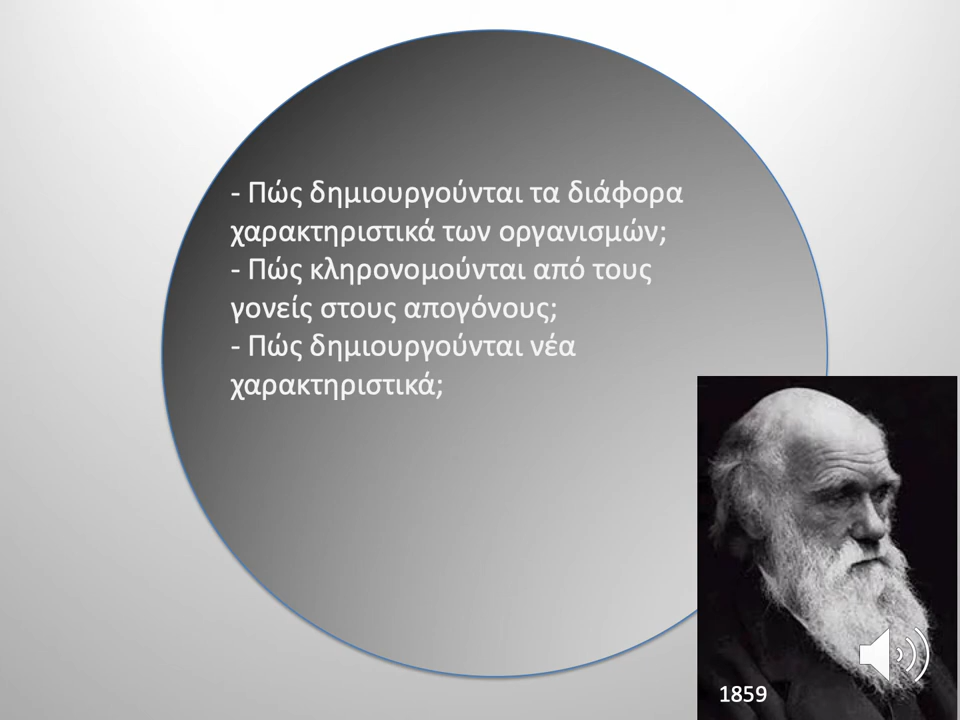 - Πώς δημιουργούνται τα διάφορα
χαρακτηριστικά των οργανισμών;
- Πώς κληρονομούνται από τους
γονείς στους απογόνους;
- Πώς δημιουργούνται νέα
χαρακτηριστικά;
1859